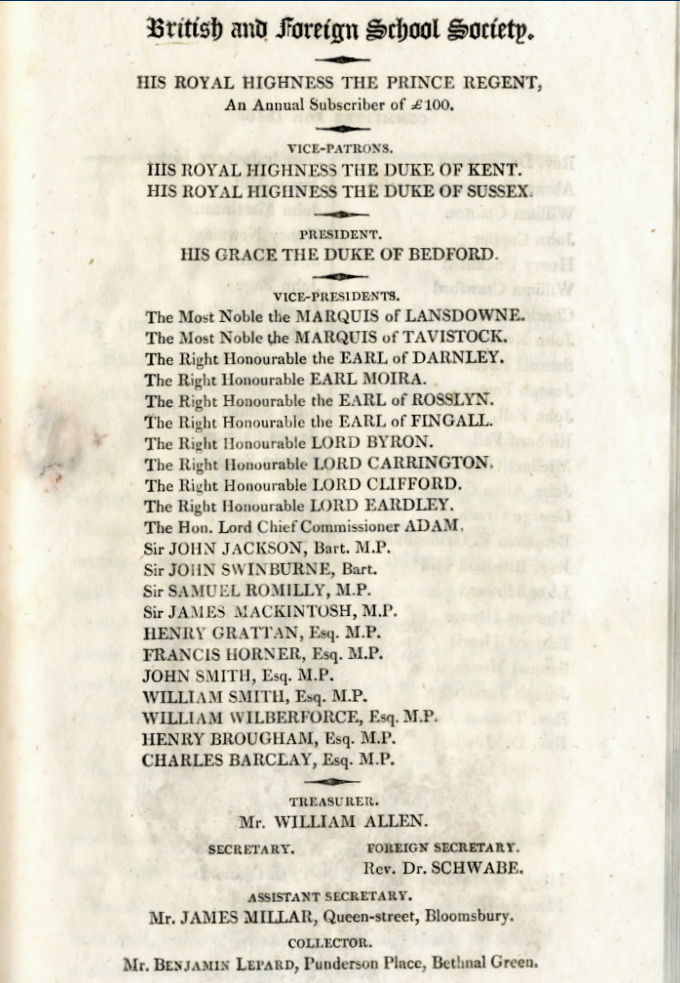 British and Foreign School Society.
HIS ROYAL HIGHNESS THE PRINCE REGENT,
An Annual Subscriber of £100.
VICE-PATRONS.
HIS ROYAL HIGHNESS THE DUKE OF KENT.
HIS ROYAL HIGHNESS THE DUKE OF SUSSEX.
PRESIDENT.
HIS GRACE THE DUKE OF BEDFORD.
VICE-PRESIDENTS.
The Most Noble the MARQUIS of LANSDOWNE.
The Most Noble the MARQUIS of TAVISTOCK.
The Right Honourable the EARL of DARNLEY.
The Right Honourable EARL MOIRA.
The Right Honourable the EARL of ROSSLYN.
The Right Honourable the EARL of FINGALL.
The Right Honourable LORD BYRON.
The Right Honourable LORD CARRINGTON.
The Right Honourable LORD CLIFFORD.
The Right Honourable LORD EARDLEY.
The Hon. Lord Chief Commissioner ADAM.
Sir JOHN JACKSON, Bart. M.P.
Sir JOHN SWINBURNE, Bart.
Sir SAMUEL ROMILLY, M.P.
Sir JAMES MACKINTOSH, M.P.
HENRY GRATTAN, Esq. M.P.
FRANCIS HORNER, Esq. M.P.
JOHN SMITH, Esq. M.P.
WILLIAM SMITH, Esq. M.P.
WILLIAM WILBERFORCE, Esq. M.P.
HENRY BROUGHAM, Esq. M.P.
CHARLES BARCLAY, Esq. M.P.
TREASURER.
Mr. WILLIAM ALLEN.
SECRETARY. FOREIGN SECRETARY.
Rev. Dr. SCHWABE.
ASSISTANT SECRETARY.
Mr. JAMES MILLAR, Queen-street, Bloomsbury.
COLLECTOR.
Mr. BENJAMIN LEPARD, Punderson Place, Bethnal Green.